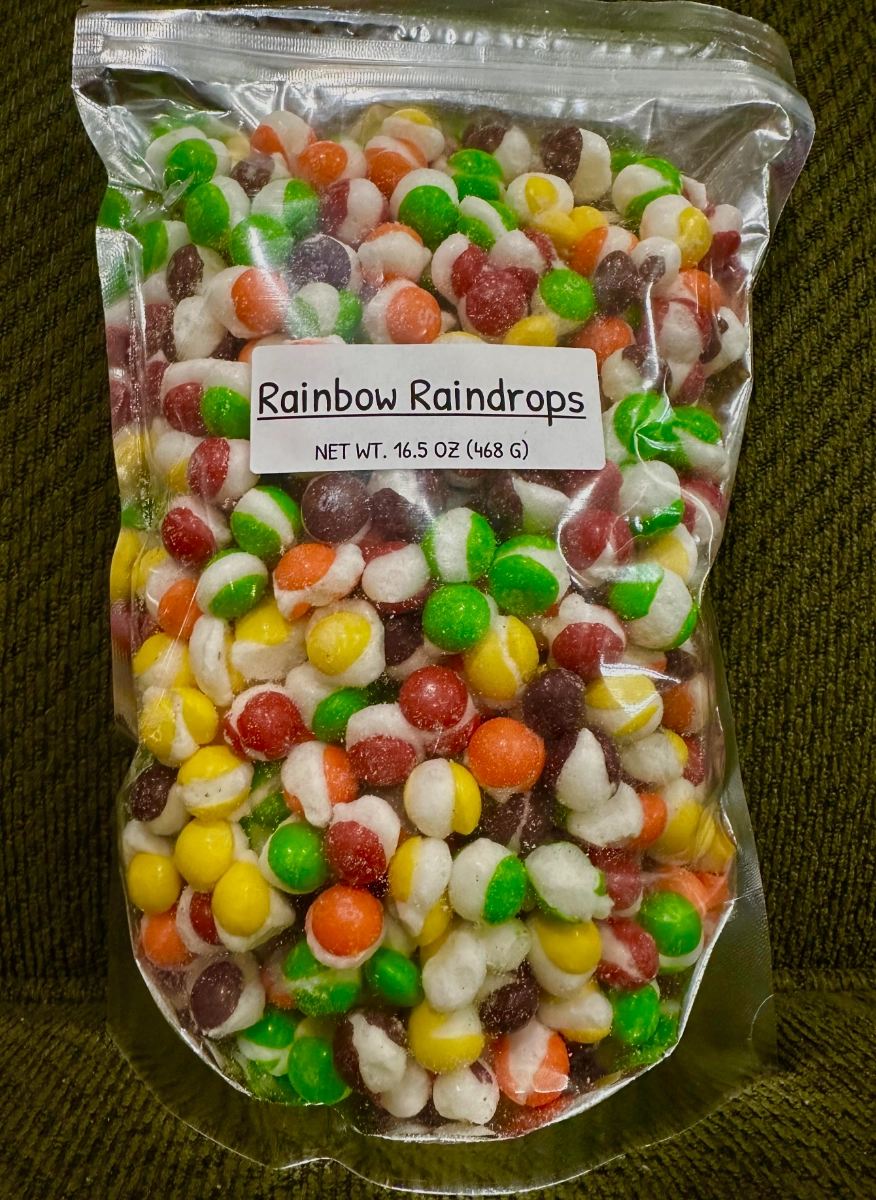 Rainbow Raindrops
NET WT. 16.5 OZ (468 G)